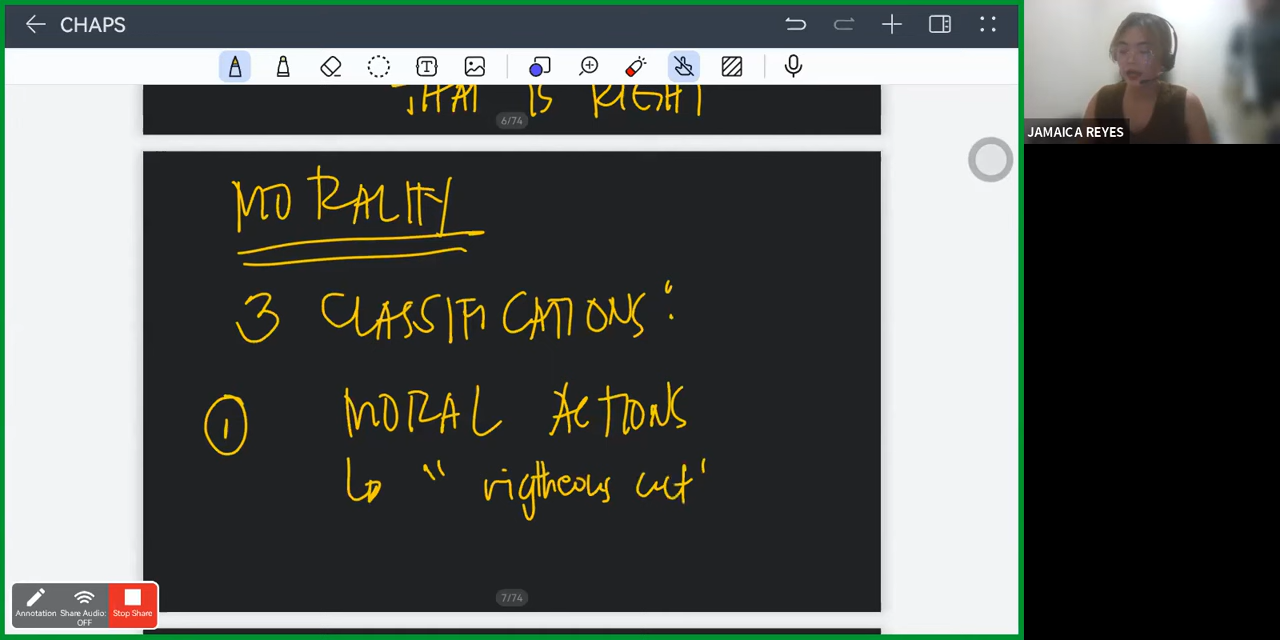 CHAPS
THAT IS RIGHT
6/74
JAMAICA REYES
MORALITY
3 CLASSIFICATIONS:
1 MORAL ACTIONS
↳ "rigtheous act"
7/74
Annotation Share Audio: OFF Stop Share